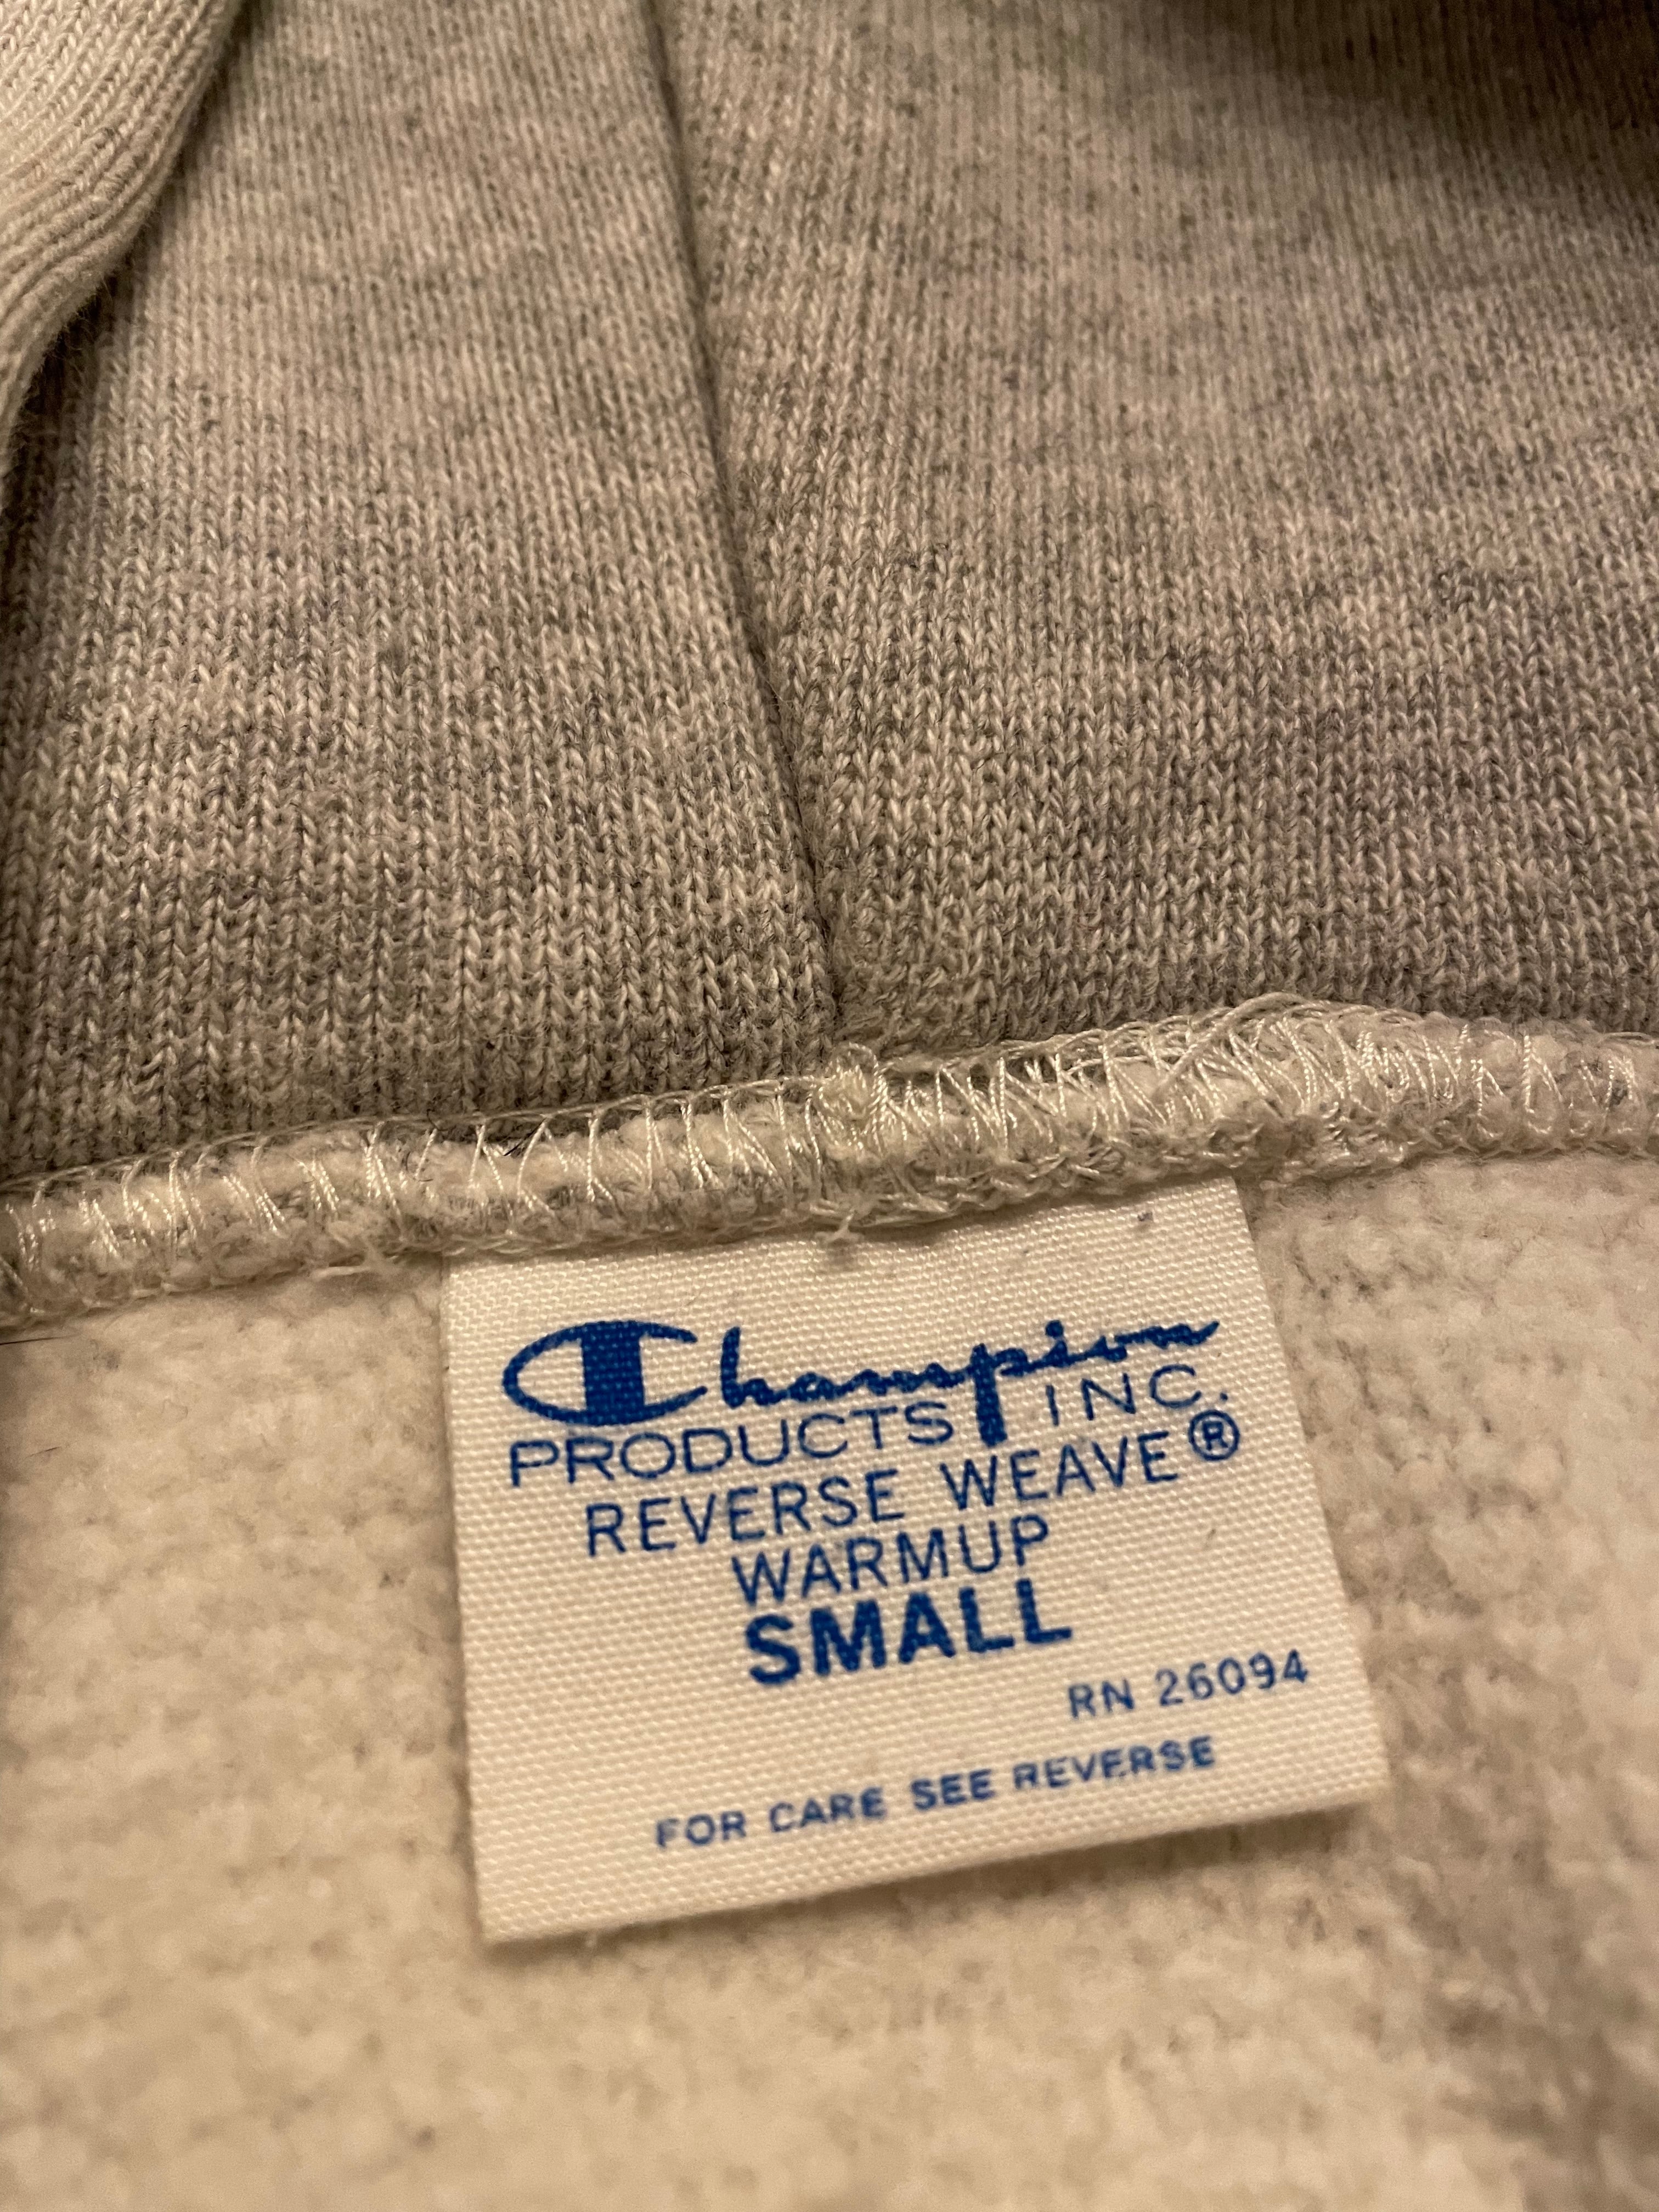 Champion
PRODUCTS INC.
REVERSE WEAVE®
WARMUP
SMALL
RN 26094
FOR CARE SEE REVERSE